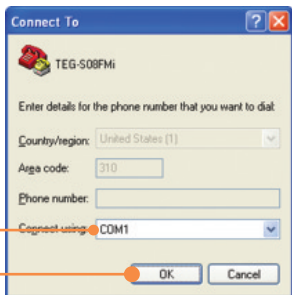 Connect To
TEG-S08FMi
Enter details for the phone number that you want to dial:
Country/region: United States (1)
Area code: 310
Phone number:
Connect using: COM1
OK Cancel